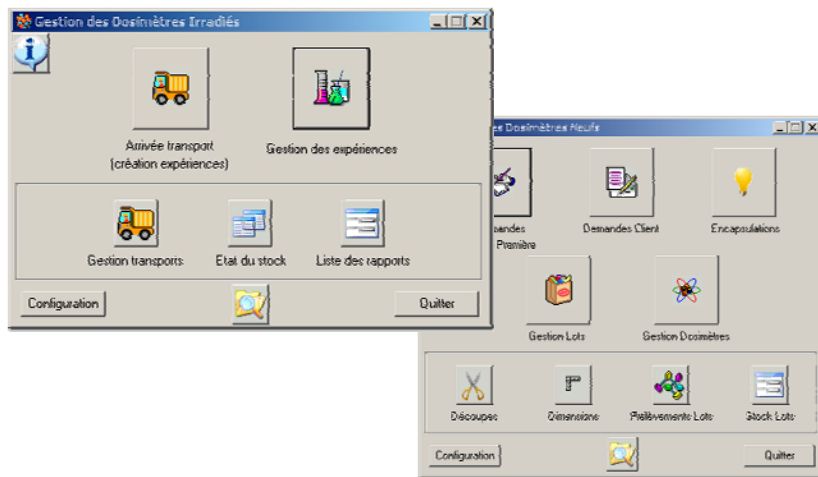 Gestion des Dosimètres Irradiés
Arrivée transport
(création expériences)
Gestion des expériences
Gestion transports
Etat du stock
Liste des rapports
Configuration
Quitter
es Dosimètres Neufs
andes
Première
Demandes Client
Encapsulations
Gestion Lots
Gestion Dosimètres
Découpes
Dimensions
Prélèvements Lots
Stock Lots
Configuration
Quitter